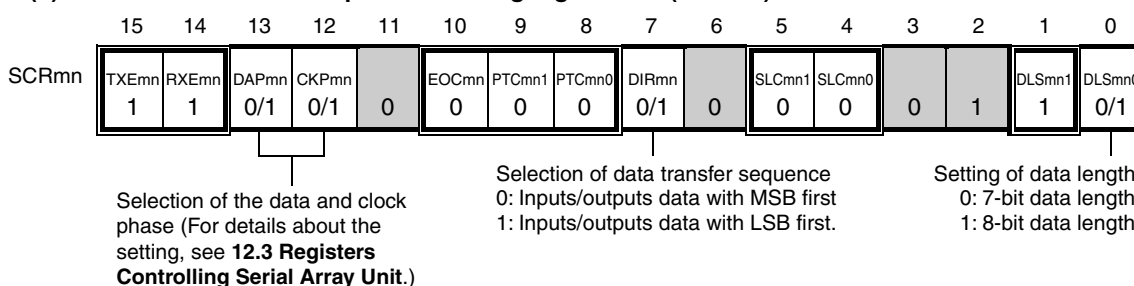 15 14 13 12 11 10 9 8 7 6 5 4 3 2 1 0
SCRmn
TXEmn RXEmn DAPmn CKPmn EOCmn PTCmn1 PTCmn0 DIRmn SLCmn1 SLCmn0 DLSmn1 DLSmn0
1 1 0/1 0/1 0 0 0 0 0/1 0 0 0 0 1 1 0/1
Selection of the data and clock
phase (For details about the
setting, see 12.3 Registers
Controlling Serial Array Unit.)
Selection of data transfer sequence
0: Inputs/outputs data with MSB first
1: Inputs/outputs data with LSB first.
Setting of data length
0: 7-bit data length
1: 8-bit data length